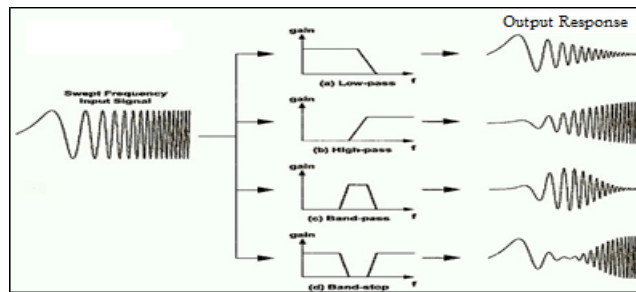 Output Response
Swept Frequency
Input Signal
gain
f
(a) Low-pass
gain
f
(b) High-pass
gain
f
(c) Band-pass
gain
f
(d) Band-stop